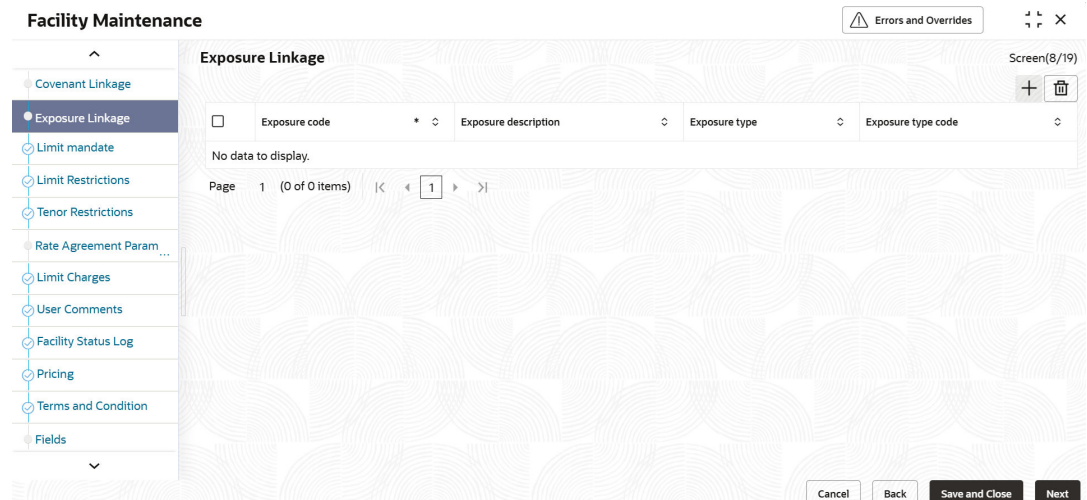 Facility Maintenance
Errors and Overrides
Covenant Linkage
Exposure Linkage
Limit mandate
Limit Restrictions
Tenor Restrictions
Rate Agreement Param
...
Limit Charges
User Comments
Facility Status Log
Pricing
Terms and Condition
Fields
Exposure Linkage
Screen(8/19)
Exposure code * Exposure description Exposure type Exposure type code
No data to display.
Page 1 (0 of 0 items) 1
Cancel Back Save and Close Next